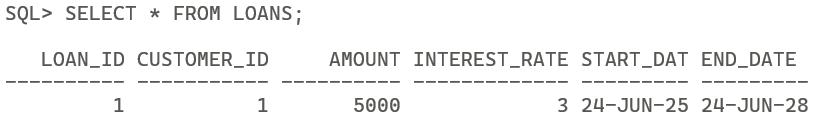 SQL> SELECT * FROM LOANS;
   LOAN_ID CUSTOMER_ID     AMOUNT INTEREST_RATE START_DAT END_DATE
---------- ----------- ---------- ------------- --------- ---------
         1           1       5000             3 24-JUN-25 24-JUN-28